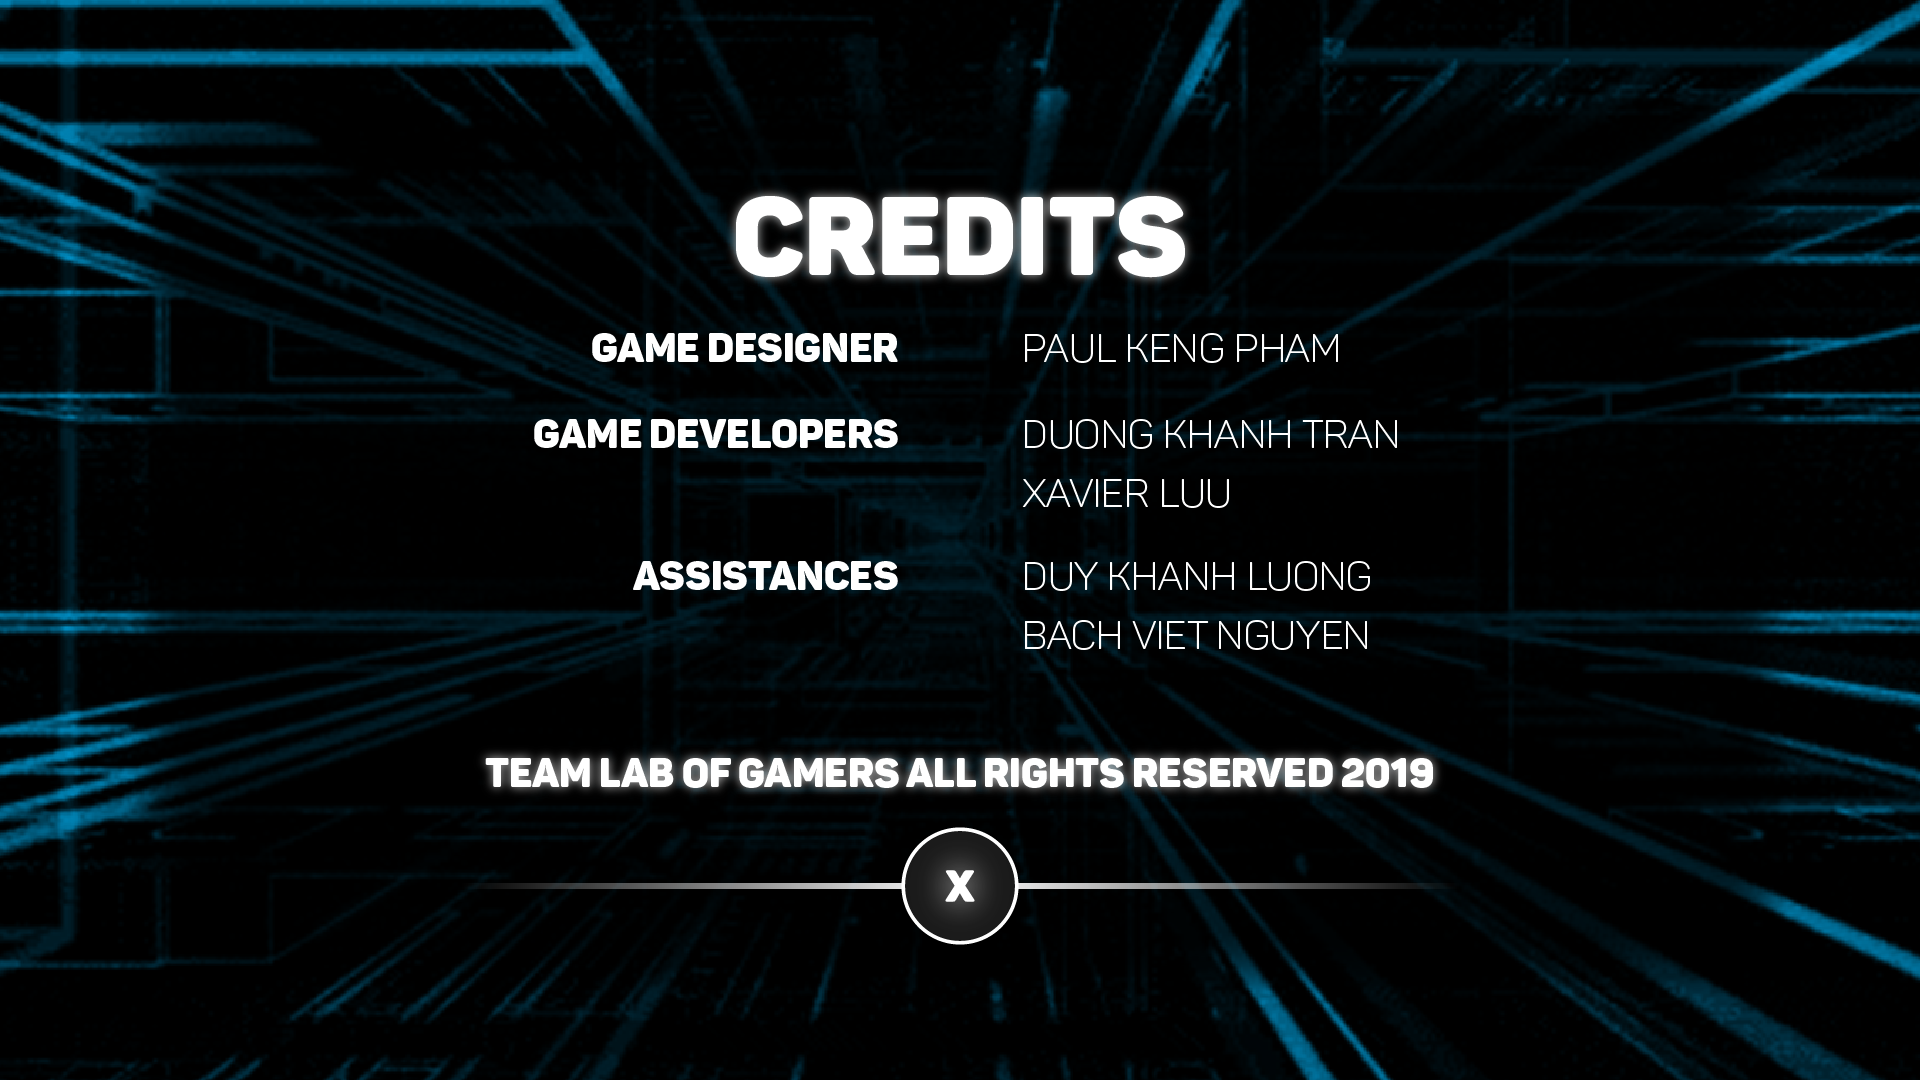 CREDITS
GAME DESIGNER PAUL KENG PHAM
GAME DEVELOPERS DUONG KHANH TRAN
XAVIER LUU
ASSISTANCES DUY KHANH LUONG
BACH VIET NGUYEN
TEAM LAB OF GAMERS ALL RIGHTS RESERVED 2019
X